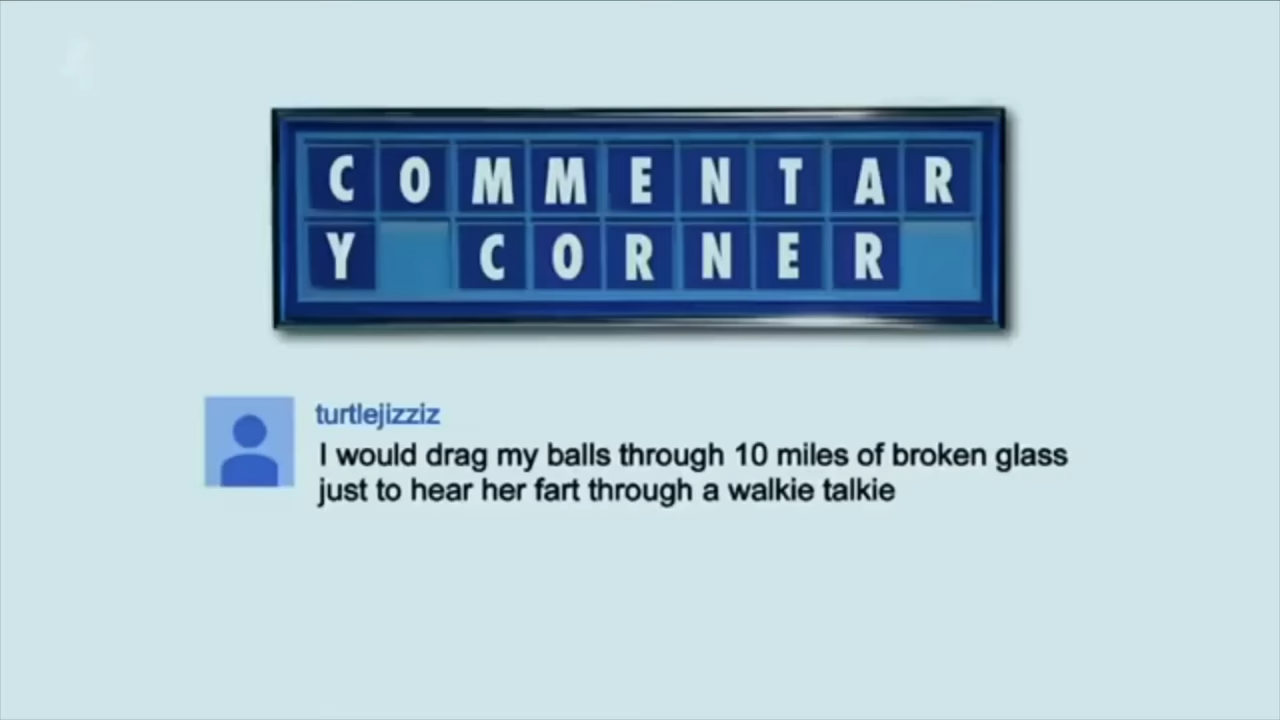 COMMENTAR
Y CORNER
turtlejizziz
I would drag my balls through 10 miles of broken glass
just to hear her fart through a walkie talkie